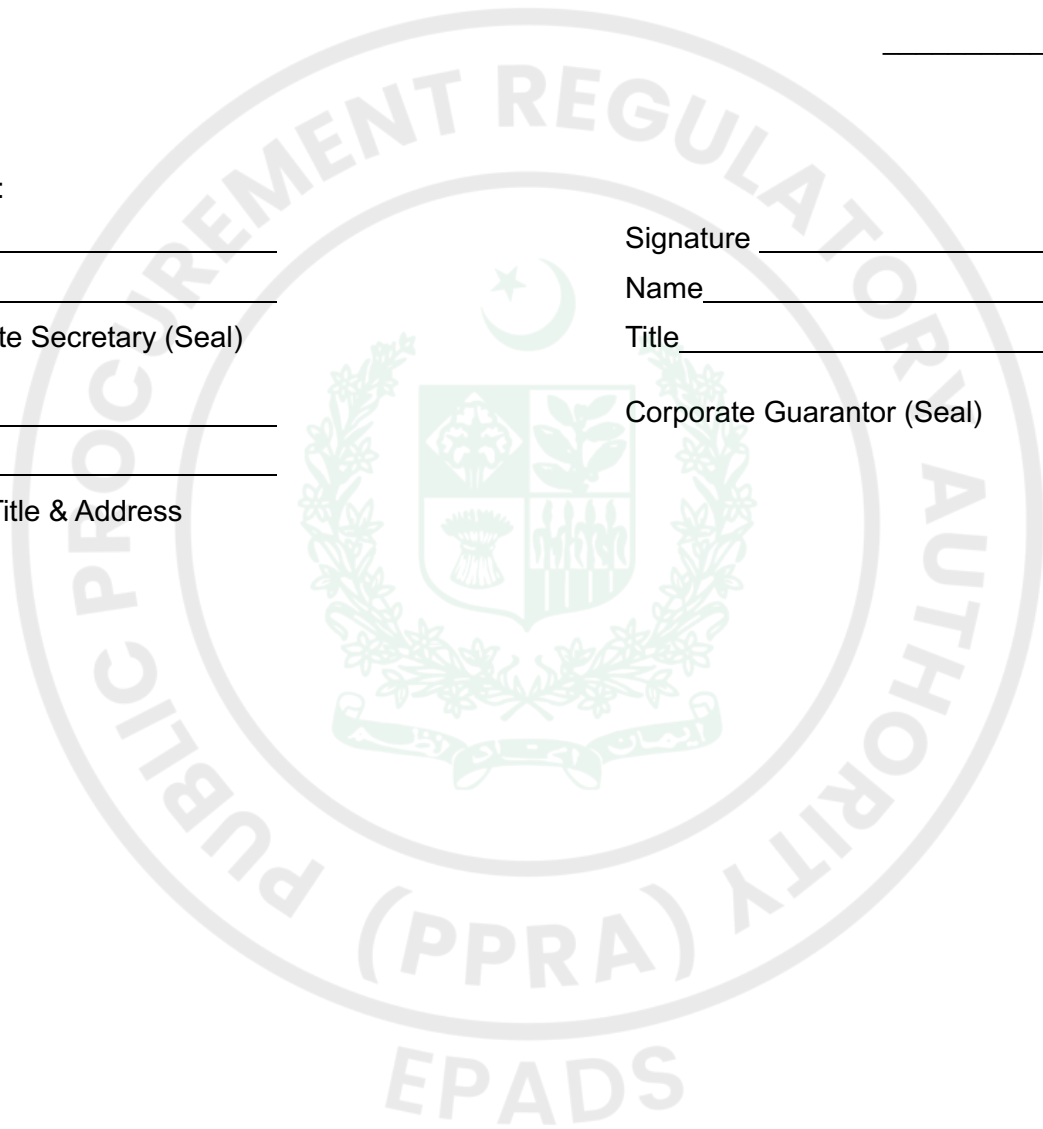 :
Signature
Name
te Secretary (Seal)
Title
Corporate Guarantor (Seal)
Title & Address
PUBLIC PROCUREMENT REGULATORY AUTHORITY
(PPRA)
EPADS